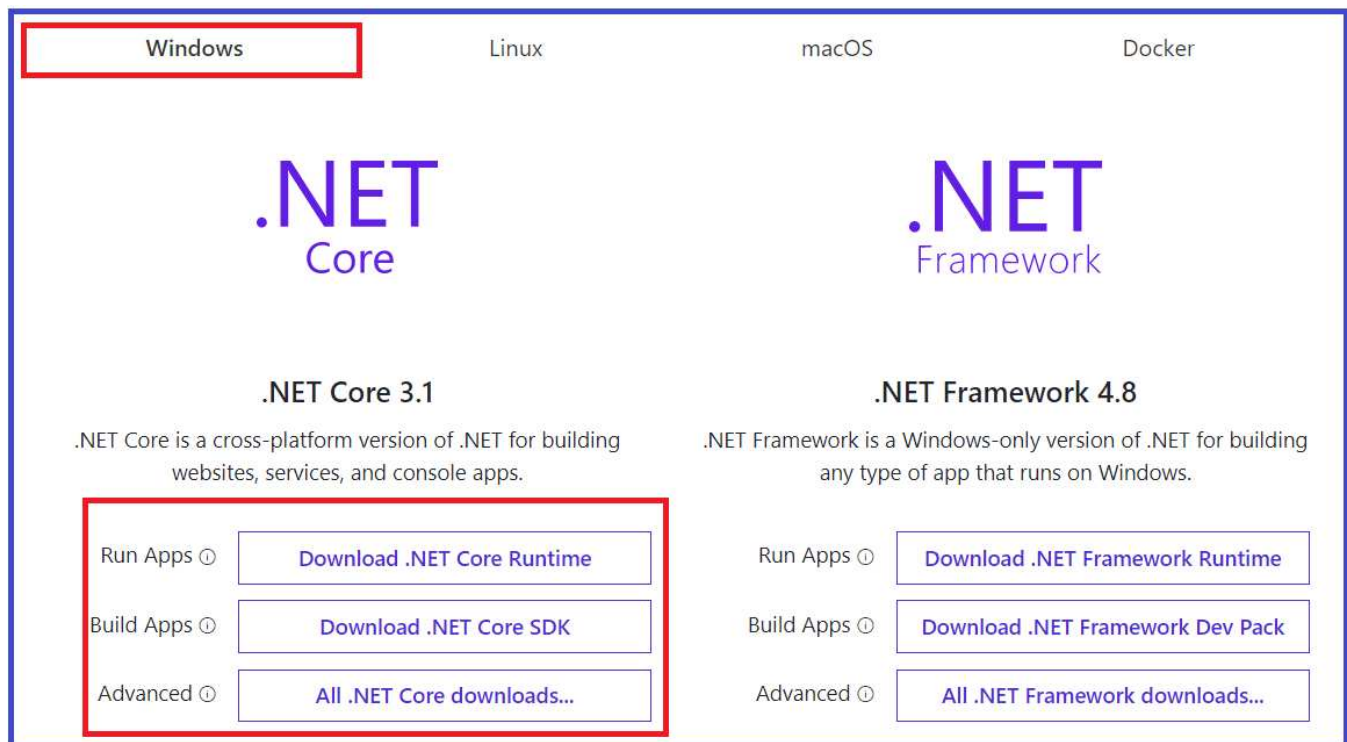 Windows
Linux
macOS
Docker
.NET
Core
.NET Core 3.1
.NET Core is a cross-platform version of .NET for building
websites, services, and console apps.
Run Apps ⓘ Download .NET Core Runtime
Build Apps ⓘ Download .NET Core SDK
Advanced ⓘ All .NET Core downloads...
.NET
Framework
.NET Framework 4.8
.NET Framework is a Windows-only version of .NET for building
any type of app that runs on Windows.
Run Apps ⓘ Download .NET Framework Runtime
Build Apps ⓘ Download .NET Framework Dev Pack
Advanced ⓘ All .NET Framework downloads...